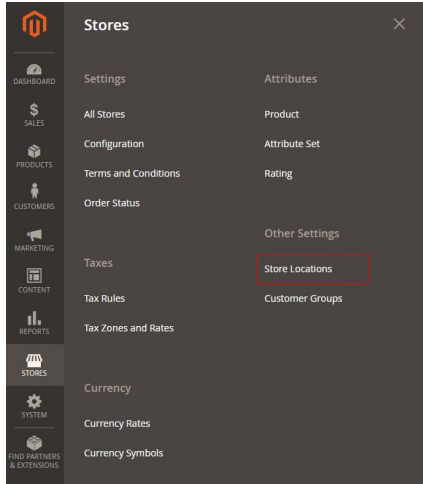 Stores
DASHBOARD
SALES
PRODUCTS
CUSTOMERS
MARKETING
CONTENT
REPORTS
STORES
SYSTEM
FIND PARTNERS
& EXTENSIONS
Settings
All Stores
Configuration
Terms and Conditions
Order Status
Taxes
Tax Rules
Tax Zones and Rates
Currency
Currency Rates
Currency Symbols
Attributes
Product
Attribute Set
Rating
Other Settings
Store Locations
Customer Groups